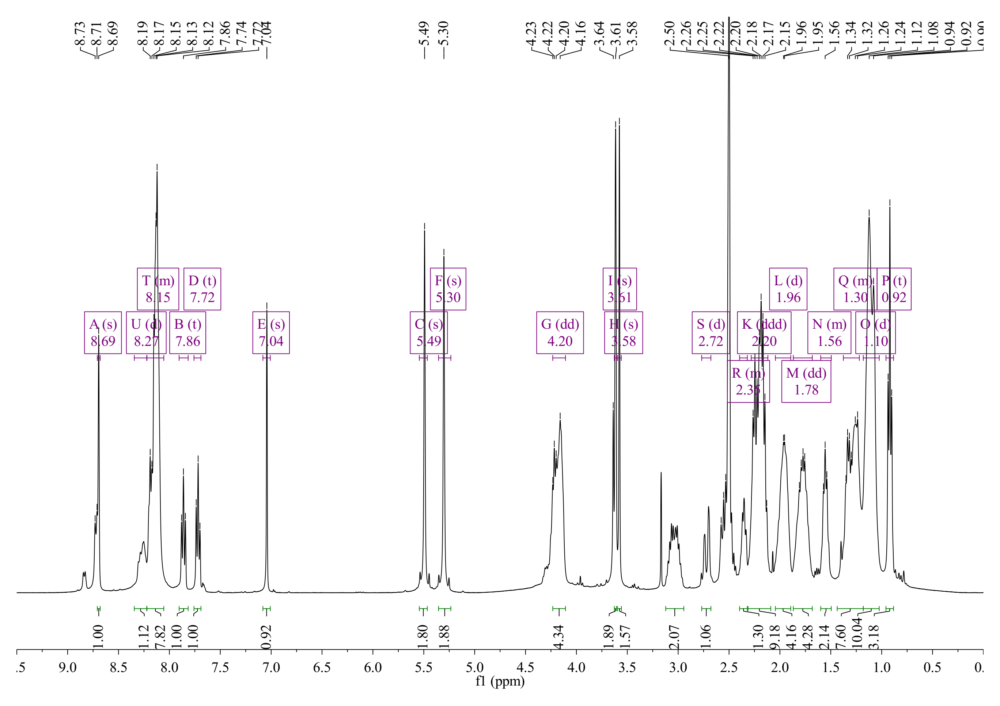 8.73 8.71 8.69 8.19 8.17 8.15 8.13 8.12 7.86 7.74 7.72 7.04 5.49 5.30 4.23 4.22 4.20 4.16 3.64 3.61 3.58 2.50 2.26 2.25 2.22 2.20 2.18 2.17 2.15 1.96 1.95 1.56 1.34 1.32 1.26 1.24 1.12 1.08 0.94 0.92 0.90
T (m) D (t) F (s) I (s) L (d) Q (m) P (t)
8.15 7.72 5.30 3.61 1.96 1.30 0.92
A (s) U (d) B (t) E (s) C (s) G (dd) H (s) S (d) K (ddd) N (m) O (d)
8.69 8.27 7.86 7.04 5.49 4.20 3.58 2.72 2.20 1.56 1.10
R (m) M (dd)
2.35 1.78
1.00 1.12 7.82 1.00 1.00 0.92 1.80 1.88 4.34 1.89 1.57 2.07 1.06 1.30 9.18 4.16 4.28 2.14 7.60 10.04 3.18
.5 9.0 8.5 8.0 7.5 7.0 6.5 6.0 5.5 5.0 4.5 4.0 3.5 3.0 2.5 2.0 1.5 1.0 0.5 0.
f1 (ppm)